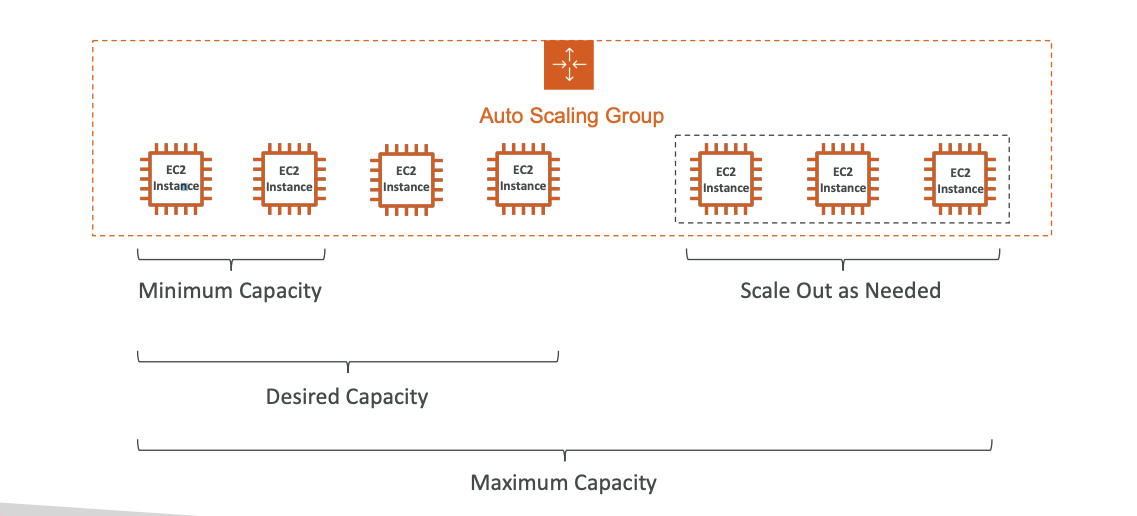 Auto Scaling Group
EC2
Instance
EC2
Instance
EC2
Instance
EC2
Instance
EC2
Instance
EC2
Instance
EC2
Instance
Minimum Capacity
Scale Out as Needed
Desired Capacity
Maximum Capacity